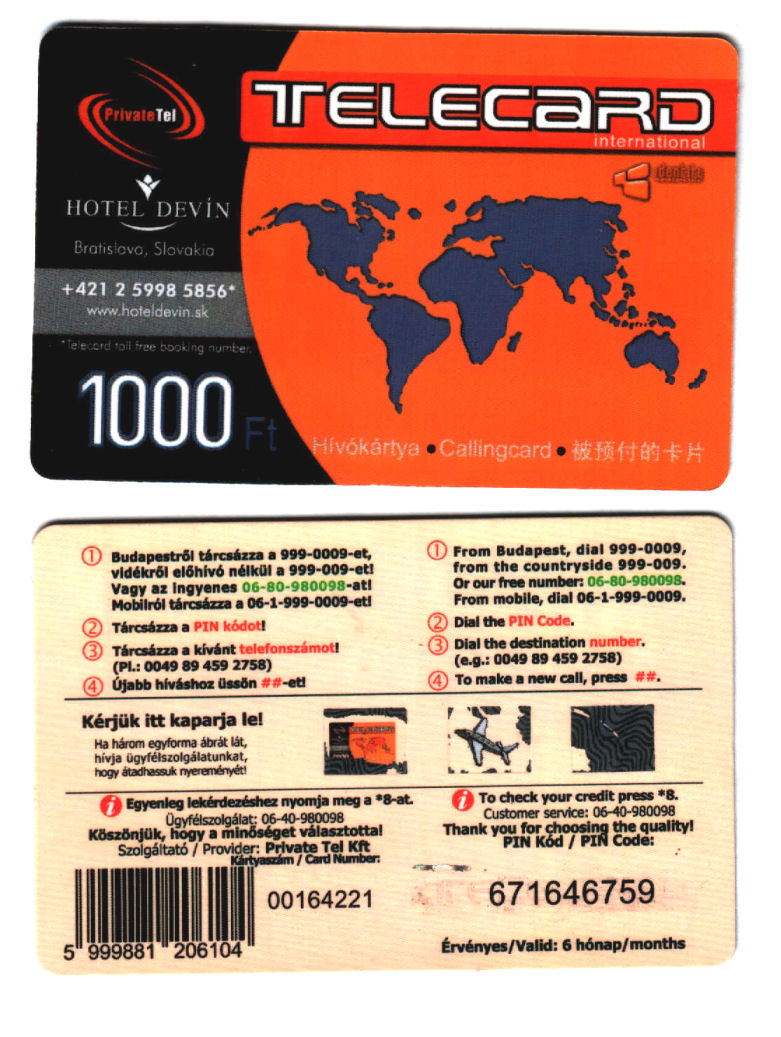 PrivateTel
TELECARD
international
identity
HOTEL DEVÍN
Bratislava, Slovakia
+421 2 5998 5856*
www.hoteldevin.sk
*Telecard toll free booking number.
1000 Ft
Hívókártya • Callingcard • 被预付的卡片
1 Budapestről tárcsázza a 999-0009-et,
vidékről előhívó nélkül a 999-009-et!
Vagy az ingyenes 06-80-980098-at!
Mobilról tárcsázza a 06-1-999-0009-et!
2 Tárcsázza a PIN kódot!
3 Tárcsázza a kívánt telefonszámot!
(Pl.: 0049 89 459 2758)
4 Újabb híváshoz üssön ##-et!
1 From Budapest, dial 999-0009,
from the countryside 999-009.
Or our free number: 06-80-980098.
From mobile, dial 06-1-999-0009.
2 Dial the PIN Code.
3 Dial the destination number.
(e.g.: 0049 89 459 2758)
4 To make a new call, press ##.
Kérjük itt kaparja le!
Ha három egyforma ábrát lát,
hívja ügyfélszolgálatunkat,
hogy átadhassuk nyereményét!
i Egyenleg lekérdezéshez nyomja meg a *8-at.
Ügyfélszolgálat: 06-40-980098
Köszönjük, hogy a minőséget választotta!
Szolgáltató / Provider: Private Tel Kft
Kártyaszám / Card Number:
i To check your credit press *8.
Customer service: 06-40-980098
Thank you for choosing the quality!
PIN Kód / PIN Code:
00164221
671646759
5 999881 206104
Érvényes/Valid: 6 hónap/months